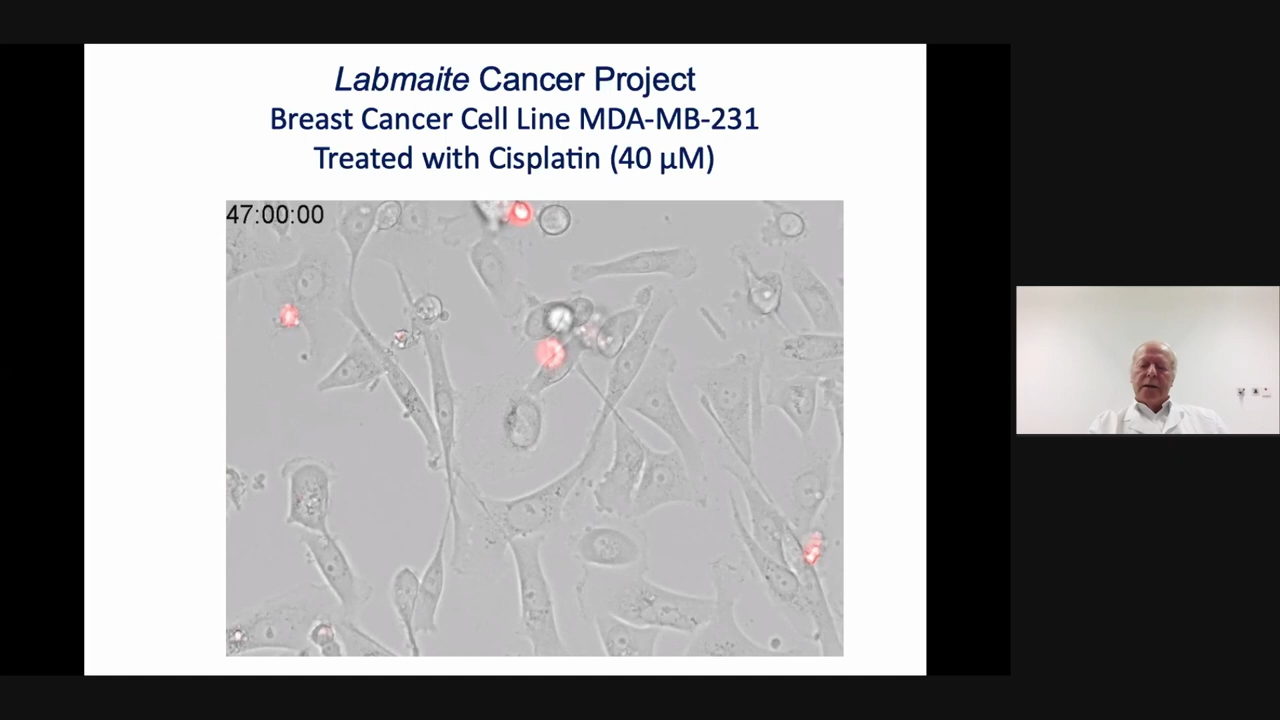 Labmaite Cancer Project
Breast Cancer Cell Line MDA-MB-231
Treated with Cisplatin (40 µM)
47:00:00